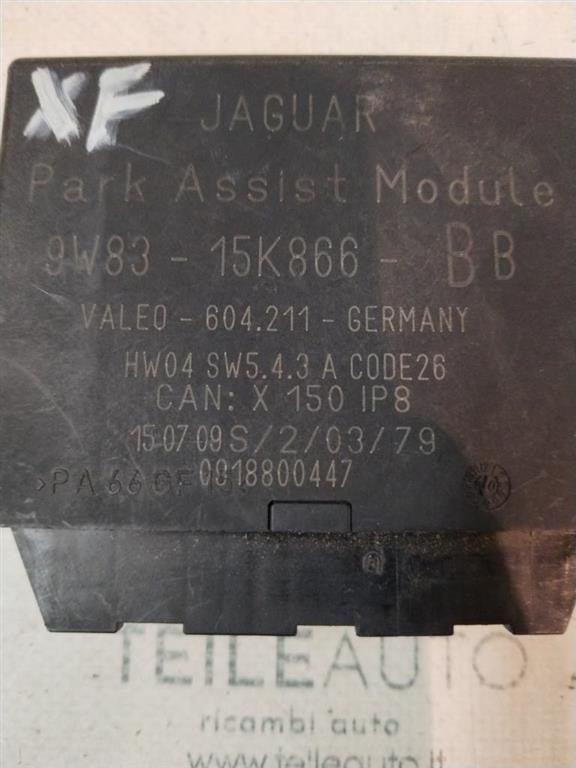 XF
JAGUAR
Park Assist Module
9W83 - 15K866 - BB
VALEO - 604.211 - GERMANY
HW04 SW5.4.3 A CODE26
CAN: X 150 IP8
15 07 09 S/2/03/79
0918800447
>PA66
TEILEAUTO
ricambi auto
www.teileauto.it